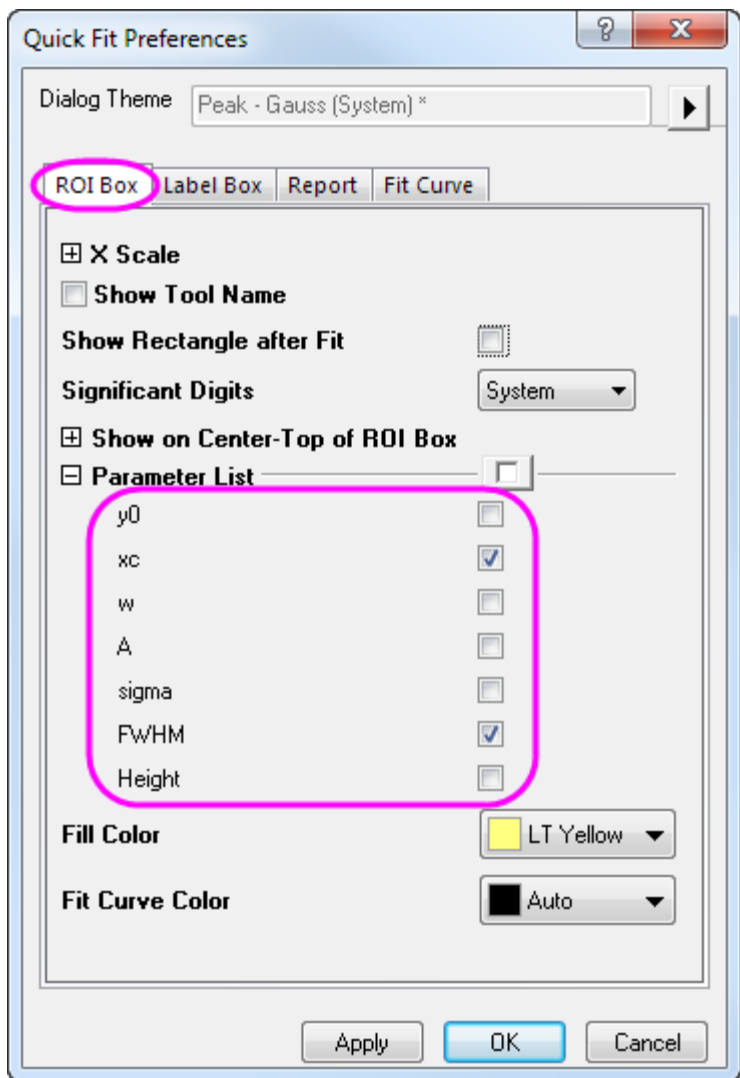 Quick Fit Preferences
Dialog Theme Peak - Gauss (System) *
ROI Box Label Box Report Fit Curve
X Scale
Show Tool Name
Show Rectangle after Fit
Significant Digits System
Show on Center-Top of ROI Box
Parameter List
y0
xc
w
A
sigma
FWHM
Height
Fill Color LT Yellow
Fit Curve Color Auto
Apply OK Cancel